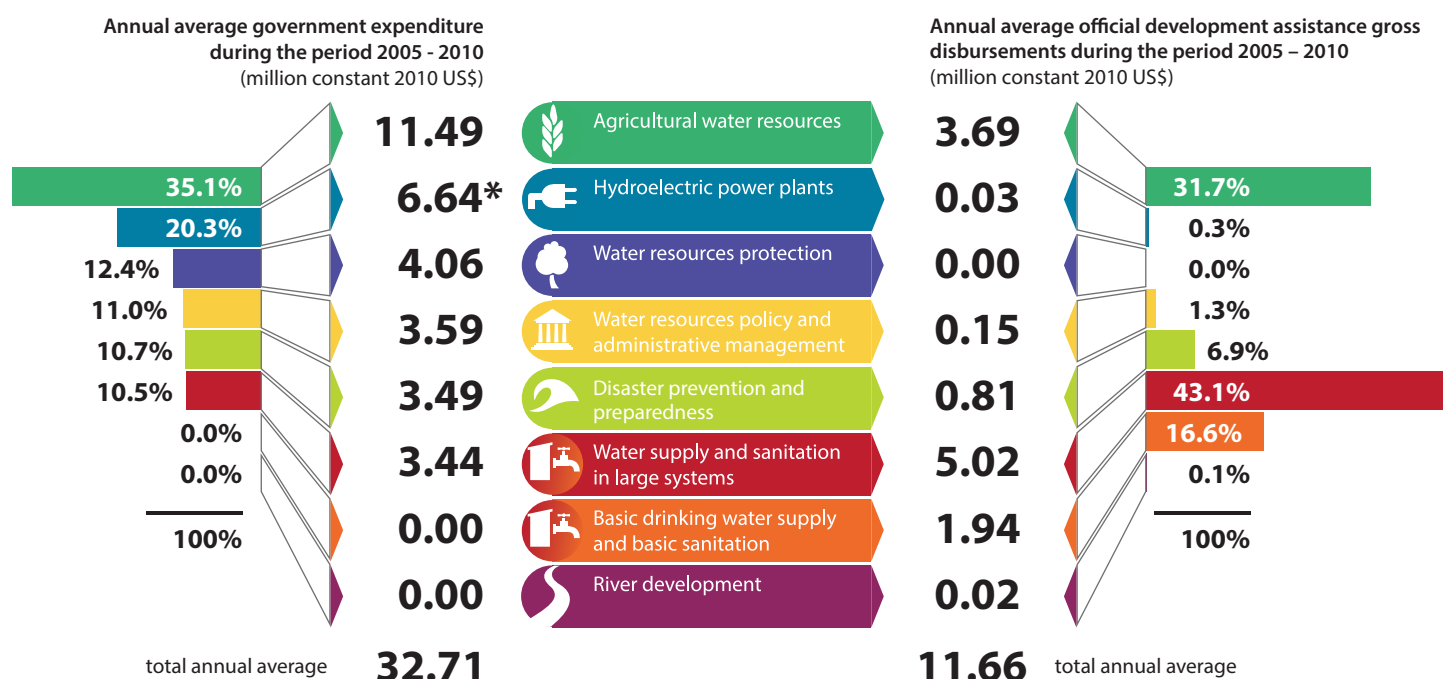 Annual average government expenditure
during the period 2005 - 2010
(million constant 2010 US$)
Annual average official development assistance gross
disbursements during the period 2005 – 2010
(million constant 2010 US$)
35.1%
20.3%
12.4%
11.0%
10.7%
10.5%
0.0%
0.0%
100%
11.49
6.64*
4.06
3.59
3.49
3.44
0.00
0.00
total annual average 32.71
Agricultural water resources
Hydroelectric power plants
Water resources protection
Water resources policy and
administrative management
Disaster prevention and
preparedness
Water supply and sanitation
in large systems
Basic drinking water supply
and basic sanitation
River development
3.69
0.03
0.00
0.15
0.81
5.02
1.94
0.02
11.66 total annual average
31.7%
0.3%
0.0%
1.3%
6.9%
43.1%
16.6%
0.1%
100%